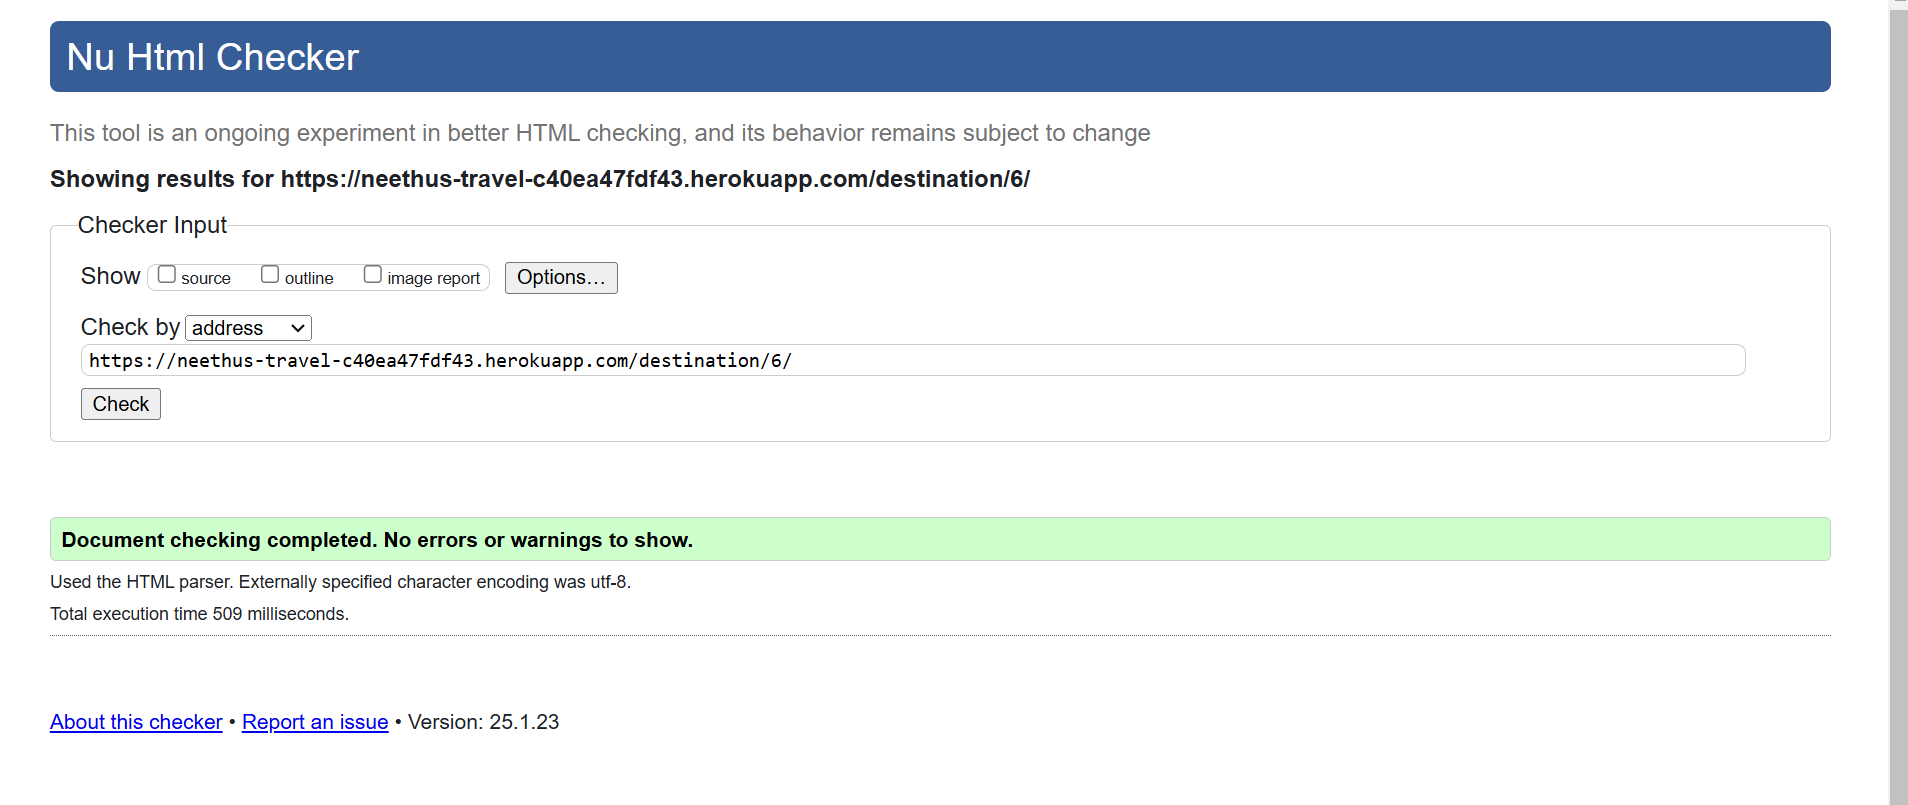 Nu Html Checker
This tool is an ongoing experiment in better HTML checking, and its behavior remains subject to change
Showing results for https://neethus-travel-c40ea47fdf43.herokuapp.com/destination/6/
Checker Input
Show source outline image report Options…
Check by address
https://neethus-travel-c40ea47fdf43.herokuapp.com/destination/6/
Check
Document checking completed. No errors or warnings to show.
Used the HTML parser. Externally specified character encoding was utf-8.
Total execution time 509 milliseconds.
About this checker • Report an issue • Version: 25.1.23